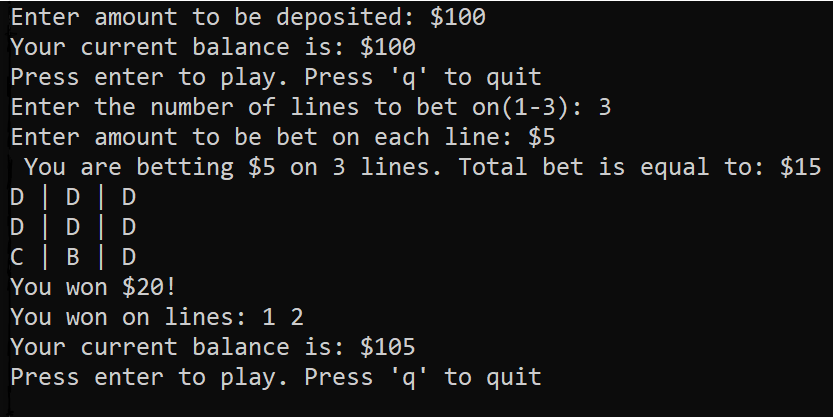 Enter amount to be deposited: $100
Your current balance is: $100
Press enter to play. Press 'q' to quit
Enter the number of lines to bet on(1-3): 3
Enter amount to be bet on each line: $5
 You are betting $5 on 3 lines. Total bet is equal to: $15
D | D | D
D | D | D
C | B | D
You won $20!
You won on lines: 1 2
Your current balance is: $105
Press enter to play. Press 'q' to quit